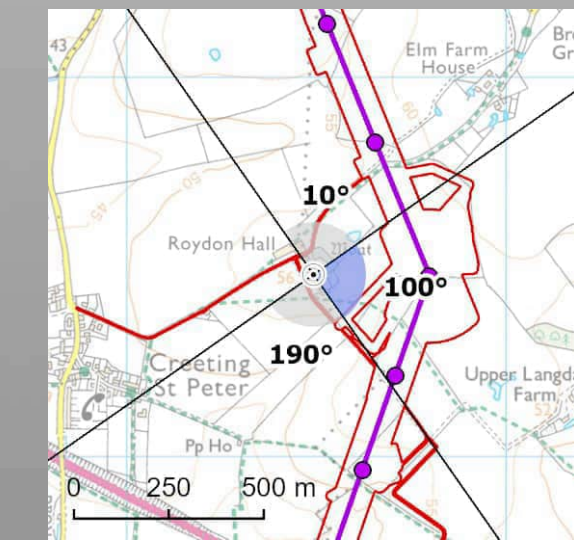 43
Elm Farm
House
Br
Gr
60
55
50
45
10°
Roydon Hall
Moat
56
100°
190°
Creeting
St Peter
Upper Langda
Farm
52
Pp Ho
0 250 500 m